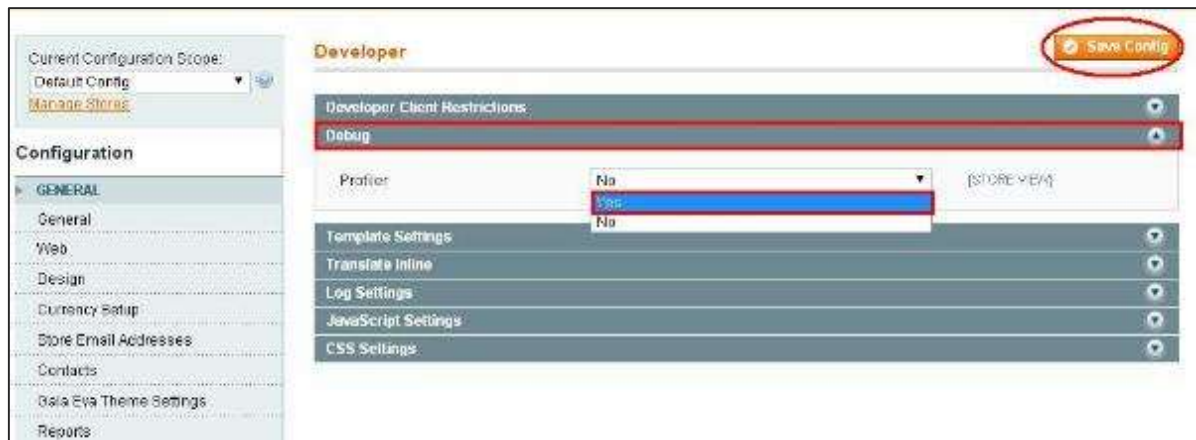 Current Configuration Scope:
Default Config
Manage Stores
Configuration
GENERAL
General
Web
Design
Currency Setup
Store Email Addresses
Contacts
Gala Eva Theme Settings
Reports
Developer
Save Config
Developer Client Restrictions
Debug
Profiler
No
[STORE VIEW]
Yes
No
Template Settings
Translate Inline
Log Settings
JavaScript Settings
CSS Settings